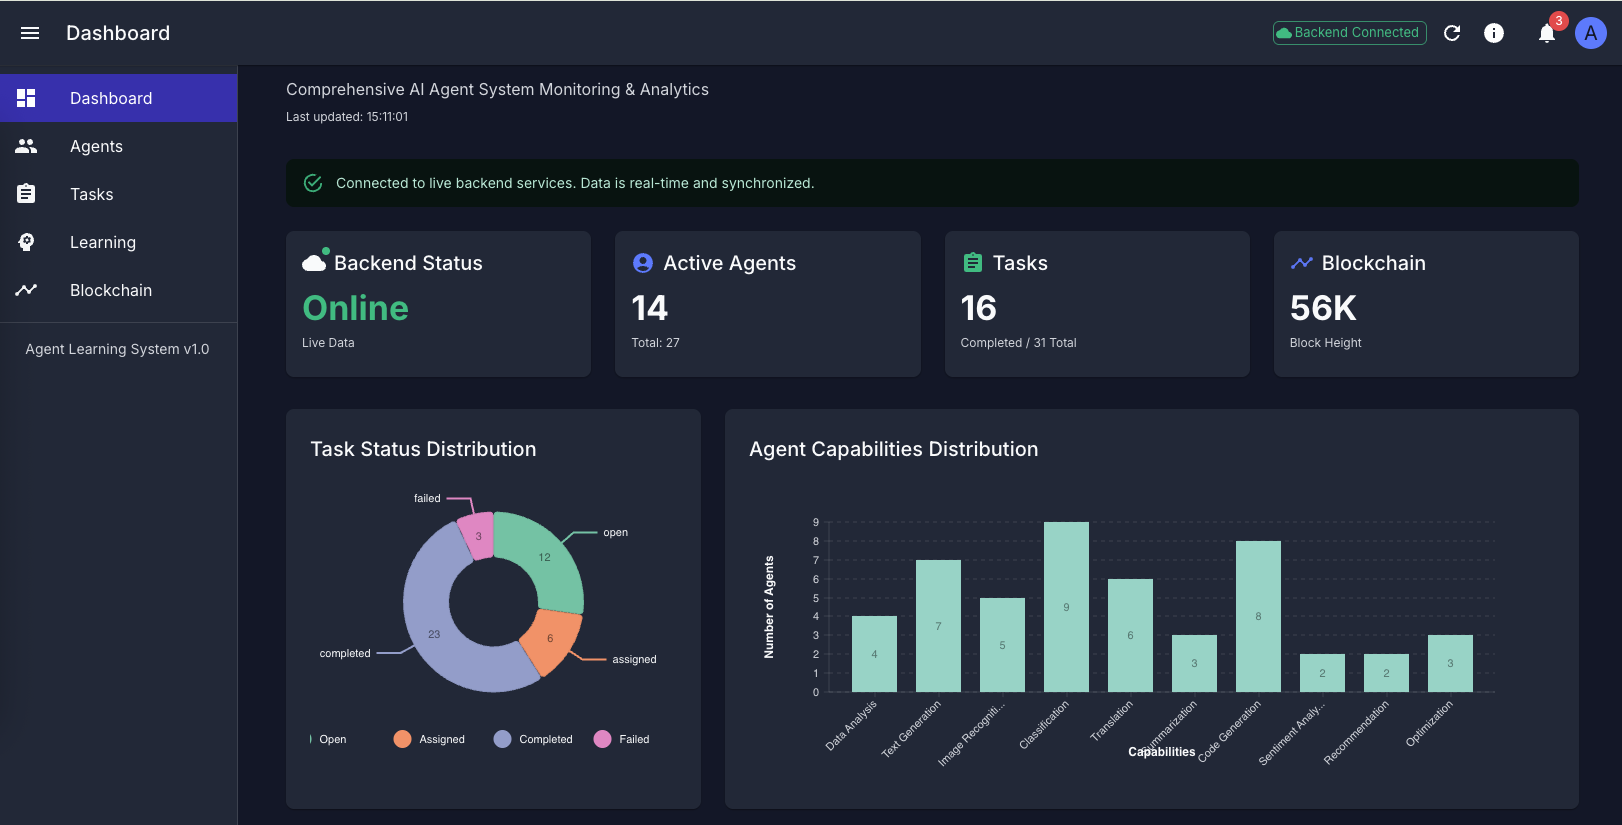 Dashboard
Backend Connected
3
A
Dashboard
Agents
Tasks
Learning
Blockchain
Agent Learning System v1.0
Comprehensive AI Agent System Monitoring & Analytics
Last updated: 15:11:01
Connected to live backend services. Data is real-time and synchronized.
Backend Status
Online
Live Data
Active Agents
14
Total: 27
Tasks
16
Completed / 31 Total
Blockchain
56K
Block Height
Task Status Distribution
failed
3
open
12
23
6
completed
assigned
Open
Assigned
Completed
Failed
Agent Capabilities Distribution
Number of Agents
9
8
7
6
5
4
3
2
1
0
4
7
5
9
6
3
8
2
2
3
Data Analysis
Text Generation
Image Recogniti...
Classification
Translation
Summarization
Code Generation
Sentiment Analy...
Recommendation
Optimization
Capabilities